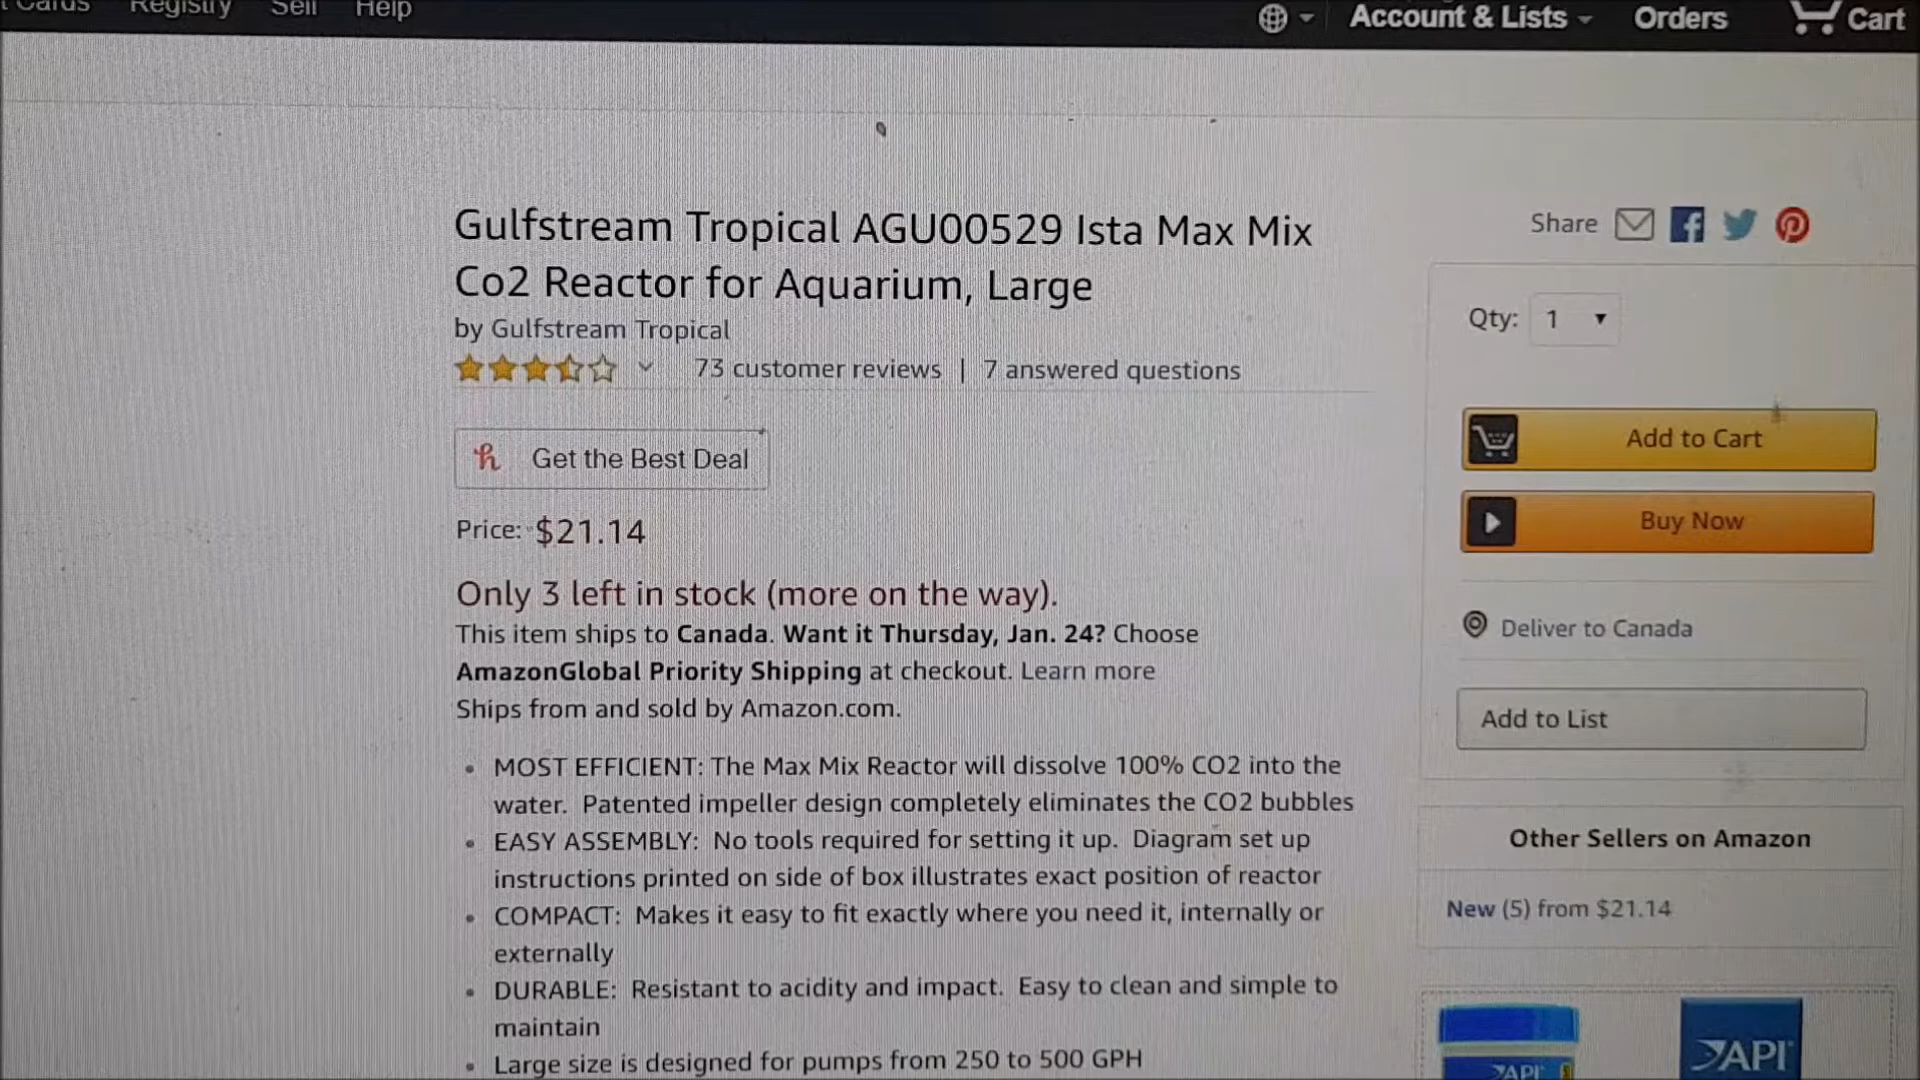 t Cards Registry Sell Help
Account & Lists Orders Cart
Gulfstream Tropical AGU00529 Ista Max Mix
Co2 Reactor for Aquarium, Large
by Gulfstream Tropical
73 customer reviews | 7 answered questions
Get the Best Deal
Price: $21.14
Only 3 left in stock (more on the way).
This item ships to Canada. Want it Thursday, Jan. 24? Choose
AmazonGlobal Priority Shipping at checkout. Learn more
Ships from and sold by Amazon.com.
• MOST EFFICIENT: The Max Mix Reactor will dissolve 100% CO2 into the
water. Patented impeller design completely eliminates the CO2 bubbles
• EASY ASSEMBLY: No tools required for setting it up. Diagram set up
instructions printed on side of box illustrates exact position of reactor
• COMPACT: Makes it easy to fit exactly where you need it, internally or
externally
• DURABLE: Resistant to acidity and impact. Easy to clean and simple to
maintain
• Large size is designed for pumps from 250 to 500 GPH
Share
Qty: 1
Add to Cart
Buy Now
Deliver to Canada
Add to List
Other Sellers on Amazon
New (5) from $21.14
API
API